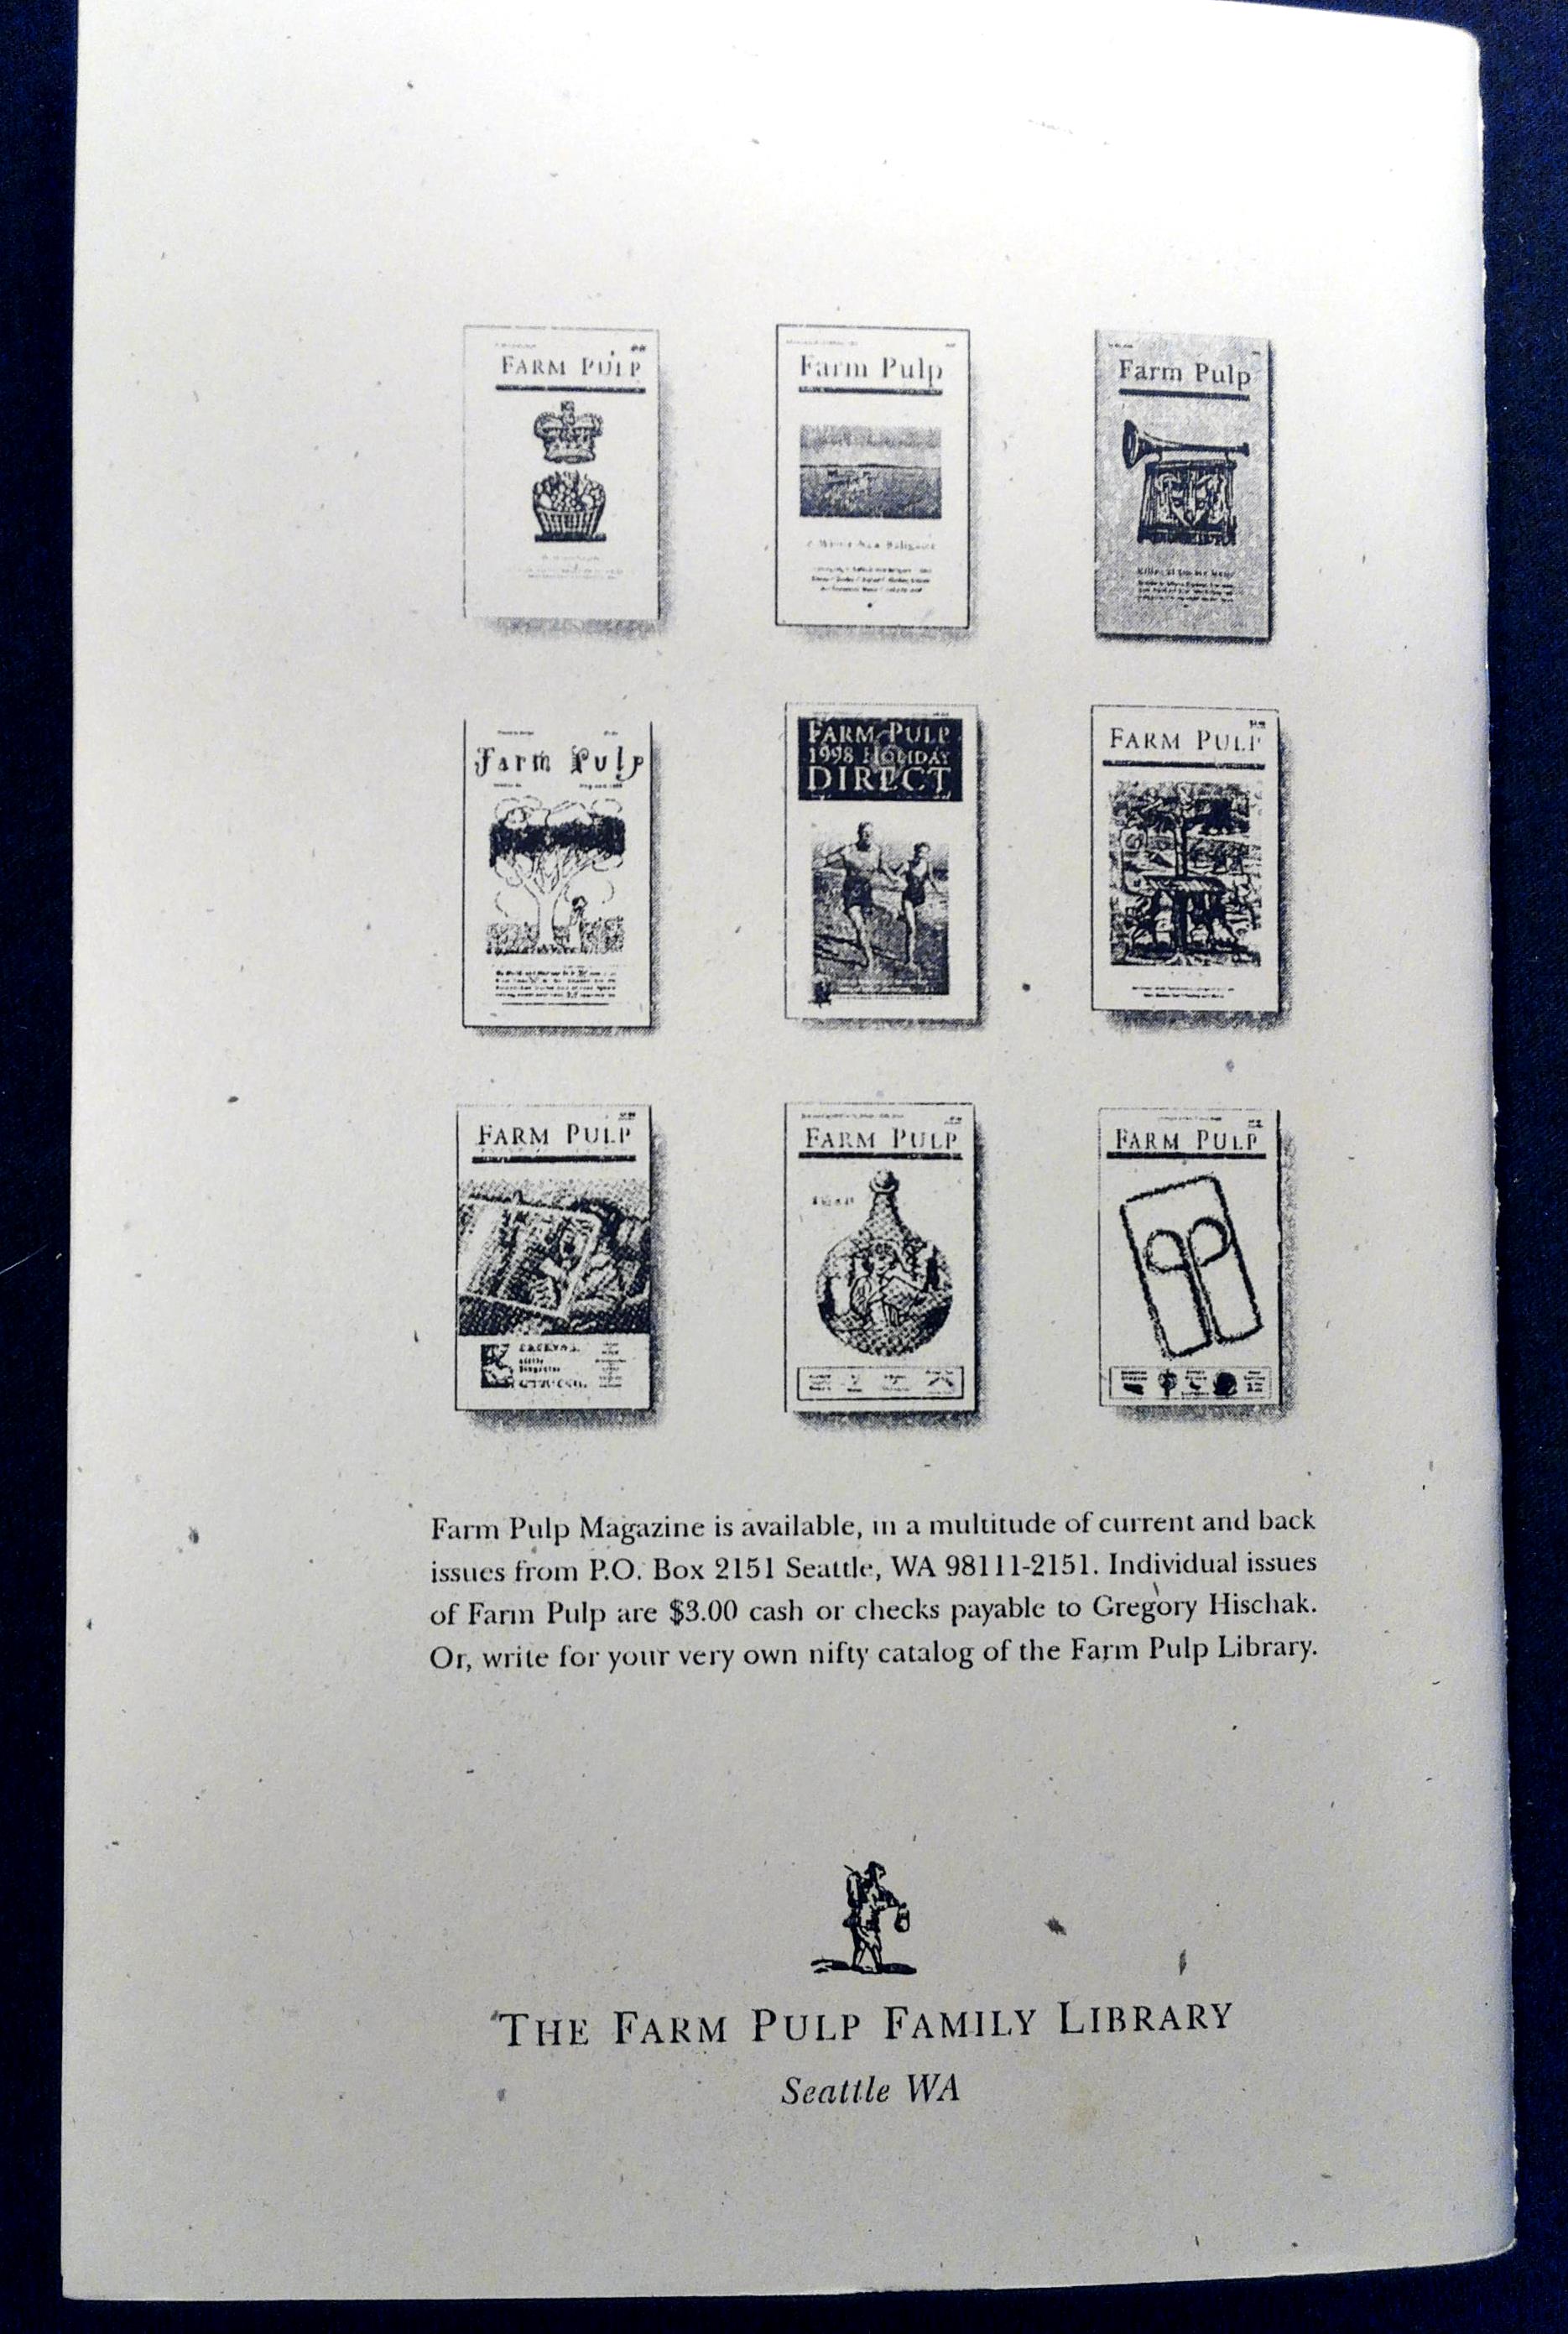 FARM PULP
Farm Pulp
Farm Pulp
Farm Pulp
FARM PULP
1998 HOLIDAY
DIRECT
FARM PULP
FARM PULP
FARM PULP
FARM PULP
Farm Pulp Magazine is available, in a multitude of current and back
issues from P.O. Box 2151 Seattle, WA 98111-2151. Individual issues
of Farm Pulp are $3.00 cash or checks payable to Gregory Hischak.
Or, write for your very own nifty catalog of the Farm Pulp Library.
THE FARM PULP FAMILY LIBRARY
Seattle WA